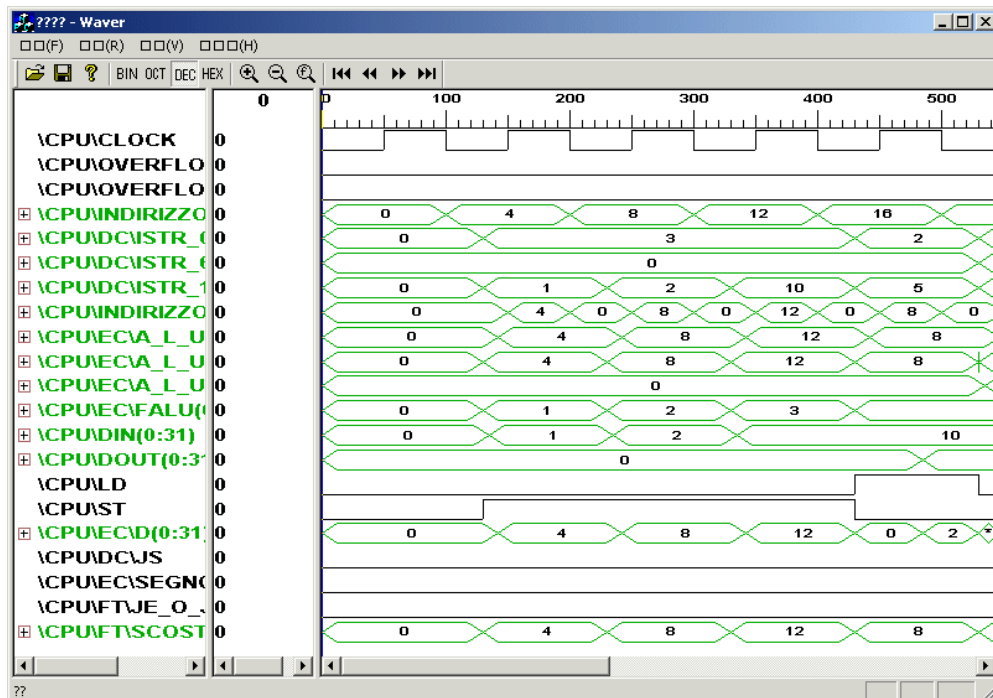 ???? - Waver
□□(F) □□(R) □□(V) □□□(H)
BIN OCT DEC HEX
0 0 100 200 300 400 500
\CPU\CLOCK 0
\CPU\OVERFLO 0
\CPU\OVERFLO 0
\CPU\INDIRIZZO 0 0 4 8 12 16
\CPU\DC\ISTR_( 0 0 3 2
\CPU\DC\ISTR_6 0 0
\CPU\DC\ISTR_1 0 0 1 2 10 5
\CPU\INDIRIZZO 0 0 4 0 8 0 12 0 8 0
\CPU\EC\A_L_U 0 0 4 8 12 8
\CPU\EC\A_L_U 0 0 4 8 12 8
\CPU\EC\A_L_U 0 0
\CPU\EC\FALU( 0 0 1 2 3
\CPU\DIN(0:31) 0 0 1 2 10
\CPU\DOUT(0:31 0 0
\CPU\LD 0
\CPU\ST 0
\CPU\EC\D(0:31) 0 0 4 8 12 0 2
\CPU\DC\JS 0
\CPU\EC\SEGN( 0
\CPU\FT\JE_O_J 0
\CPU\FT\SCOST 0 0 4 8 12 8
??